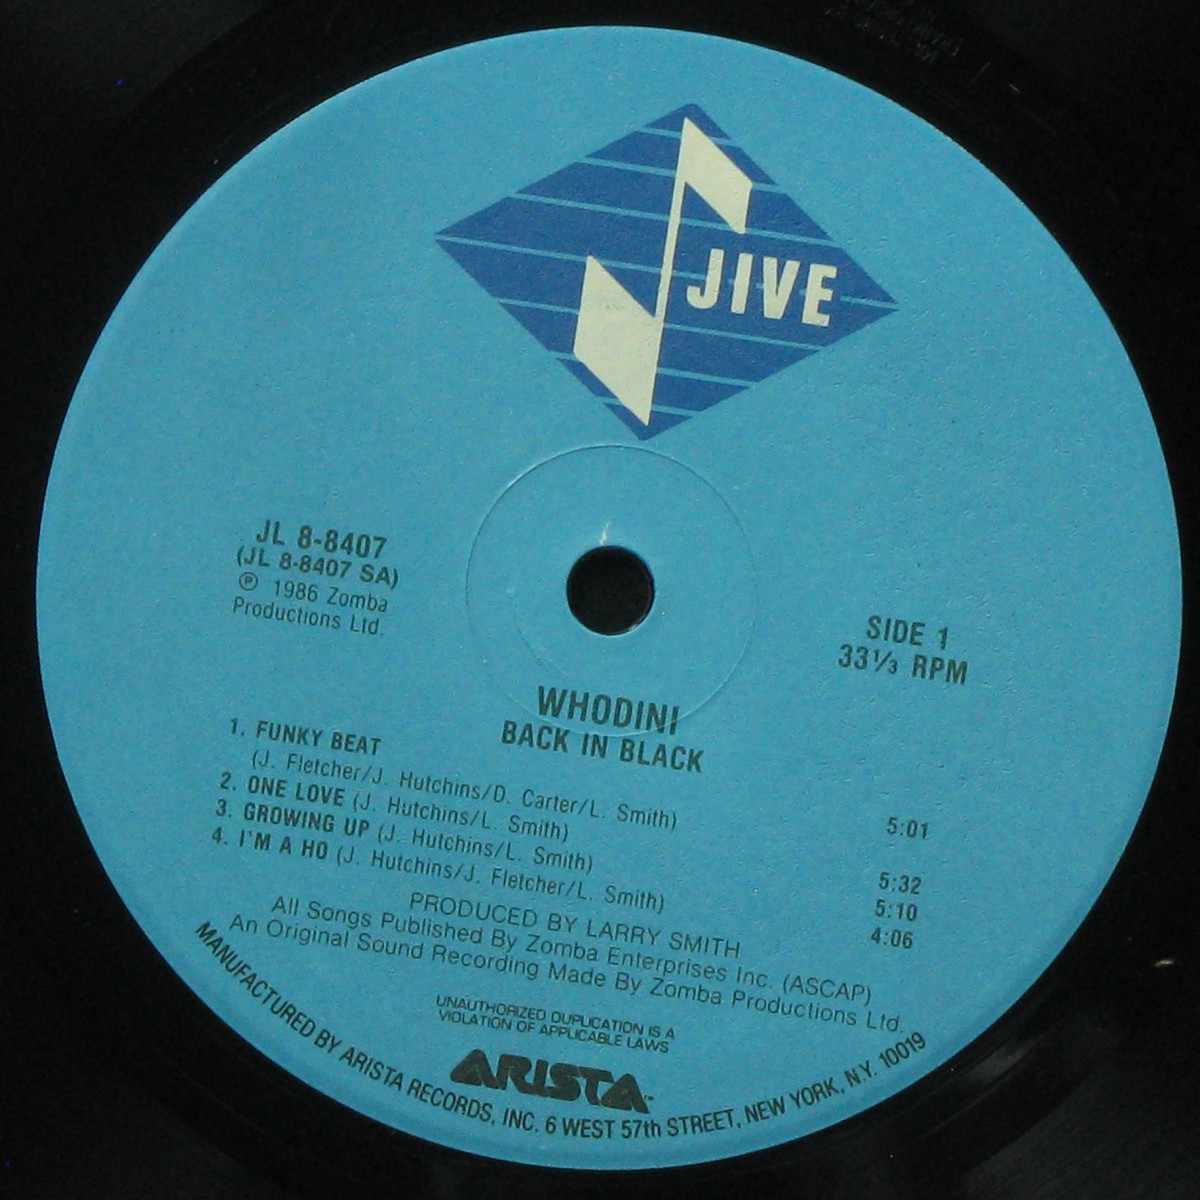 JIVE
JL 8-8407
(JL 8-8407 SA)
℗ 1986 Zomba
Productions Ltd.
SIDE 1
33⅓ RPM
WHODINI
BACK IN BLACK
1. FUNKY BEAT
(J. Fletcher/J. Hutchins/D. Carter/L. Smith) 5:01
2. ONE LOVE (J. Hutchins/L. Smith) 5:32
3. GROWING UP (J. Hutchins/L. Smith) 5:10
4. I'M A HO (J. Hutchins/J. Fletcher/L. Smith) 4:06
PRODUCED BY LARRY SMITH
All Songs Published By Zomba Enterprises Inc. (ASCAP)
An Original Sound Recording Made By Zomba Productions Ltd.
UNAUTHORIZED DUPLICATION IS A
VIOLATION OF APPLICABLE LAWS
ARISTA™
MANUFACTURED BY ARISTA RECORDS, INC. 6 WEST 57th STREET, NEW YORK, N.Y. 10019